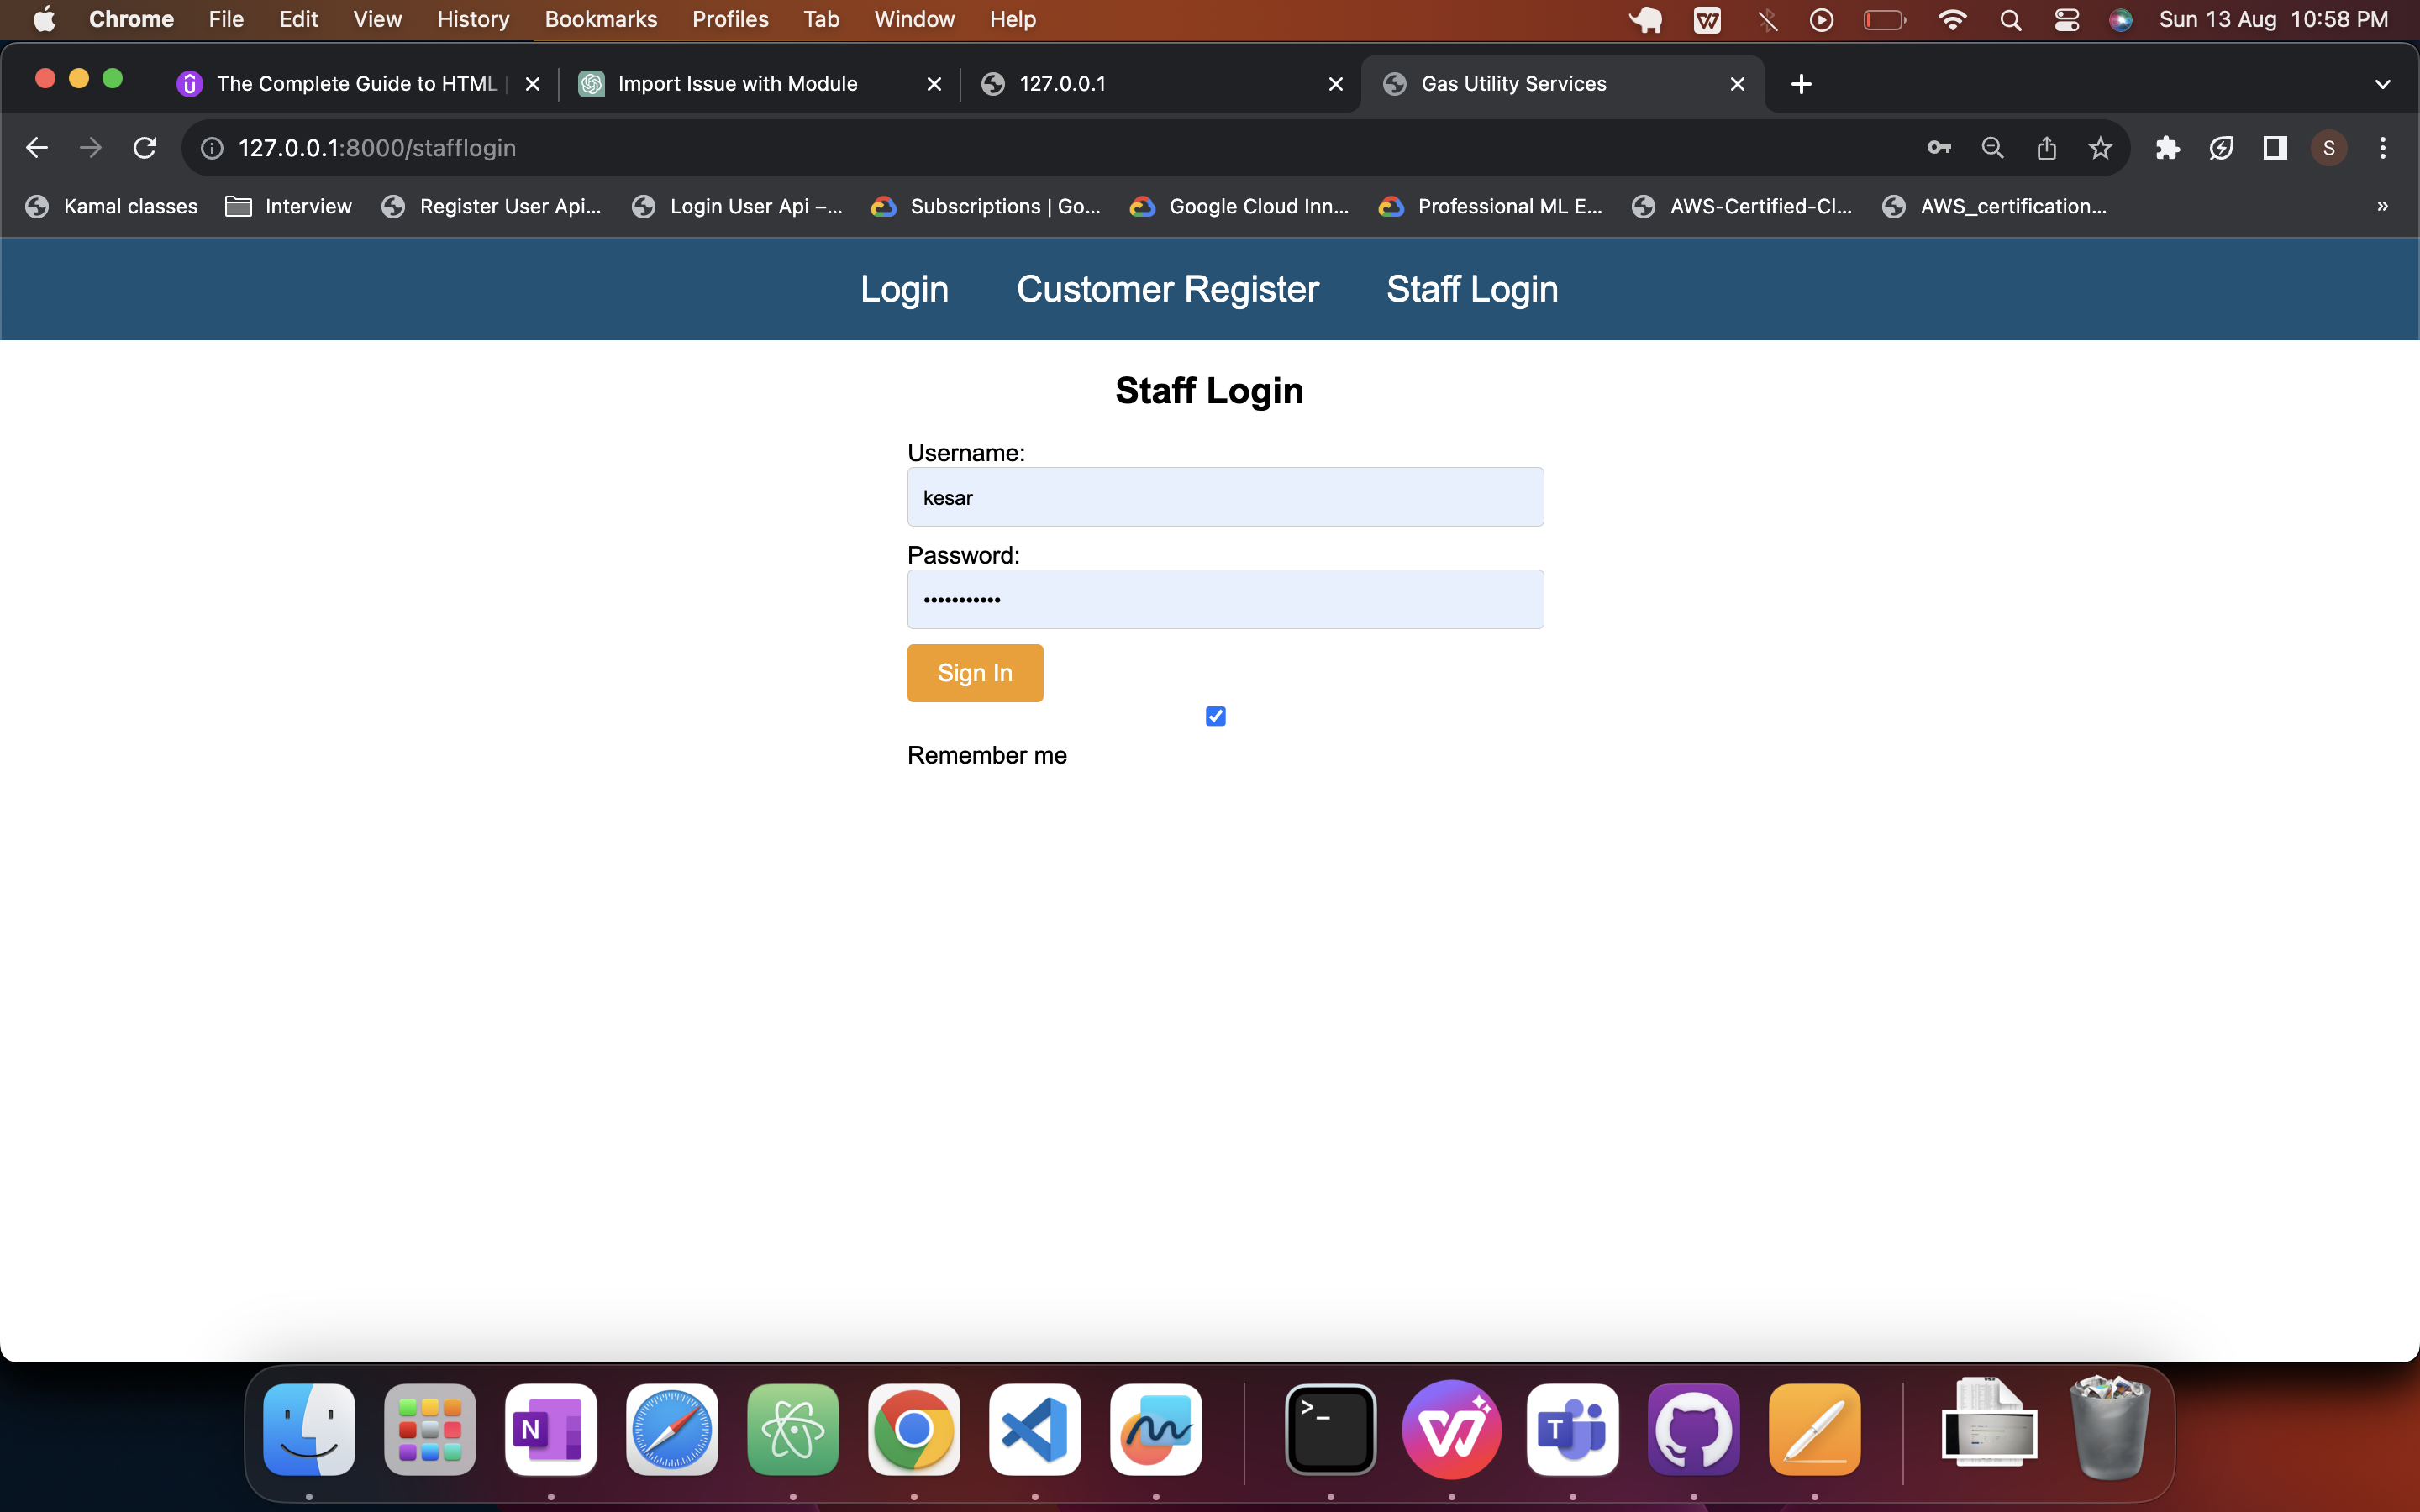 Chrome File Edit View History Bookmarks Profiles Tab Window Help Sun 13 Aug 10:58 PM
The Complete Guide to HTML Import Issue with Module 127.0.0.1 Gas Utility Services
127.0.0.1:8000/stafflogin S
Kamal classes Interview Register User Api... Login User Api –... Subscriptions | Go... Google Cloud Inn... Professional ML E... AWS-Certified-Cl... AWS_certification... »
Login Customer Register Staff Login
Staff Login
Username:
kesar
Password:
•••••••••••
Sign In
Remember me